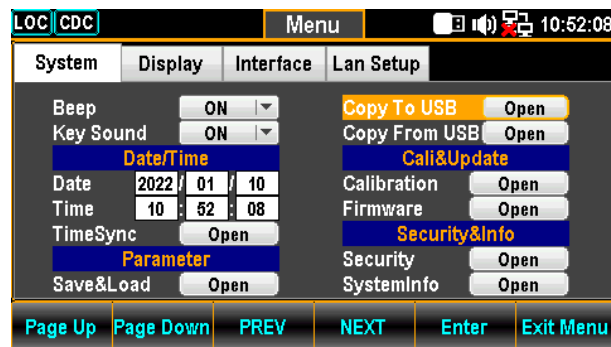 LOC CDC Menu 10:52:08
System Display Interface Lan Setup
Beep ON
Key Sound ON
Date/Time
Date 2022 / 01 / 10
Time 10 : 52 : 08
TimeSync Open
Parameter
Save&Load Open
Copy To USB Open
Copy From USB Open
Cali&Update
Calibration Open
Firmware Open
Security&Info
Security Open
SystemInfo Open
Page Up Page Down PREV NEXT Enter Exit Menu